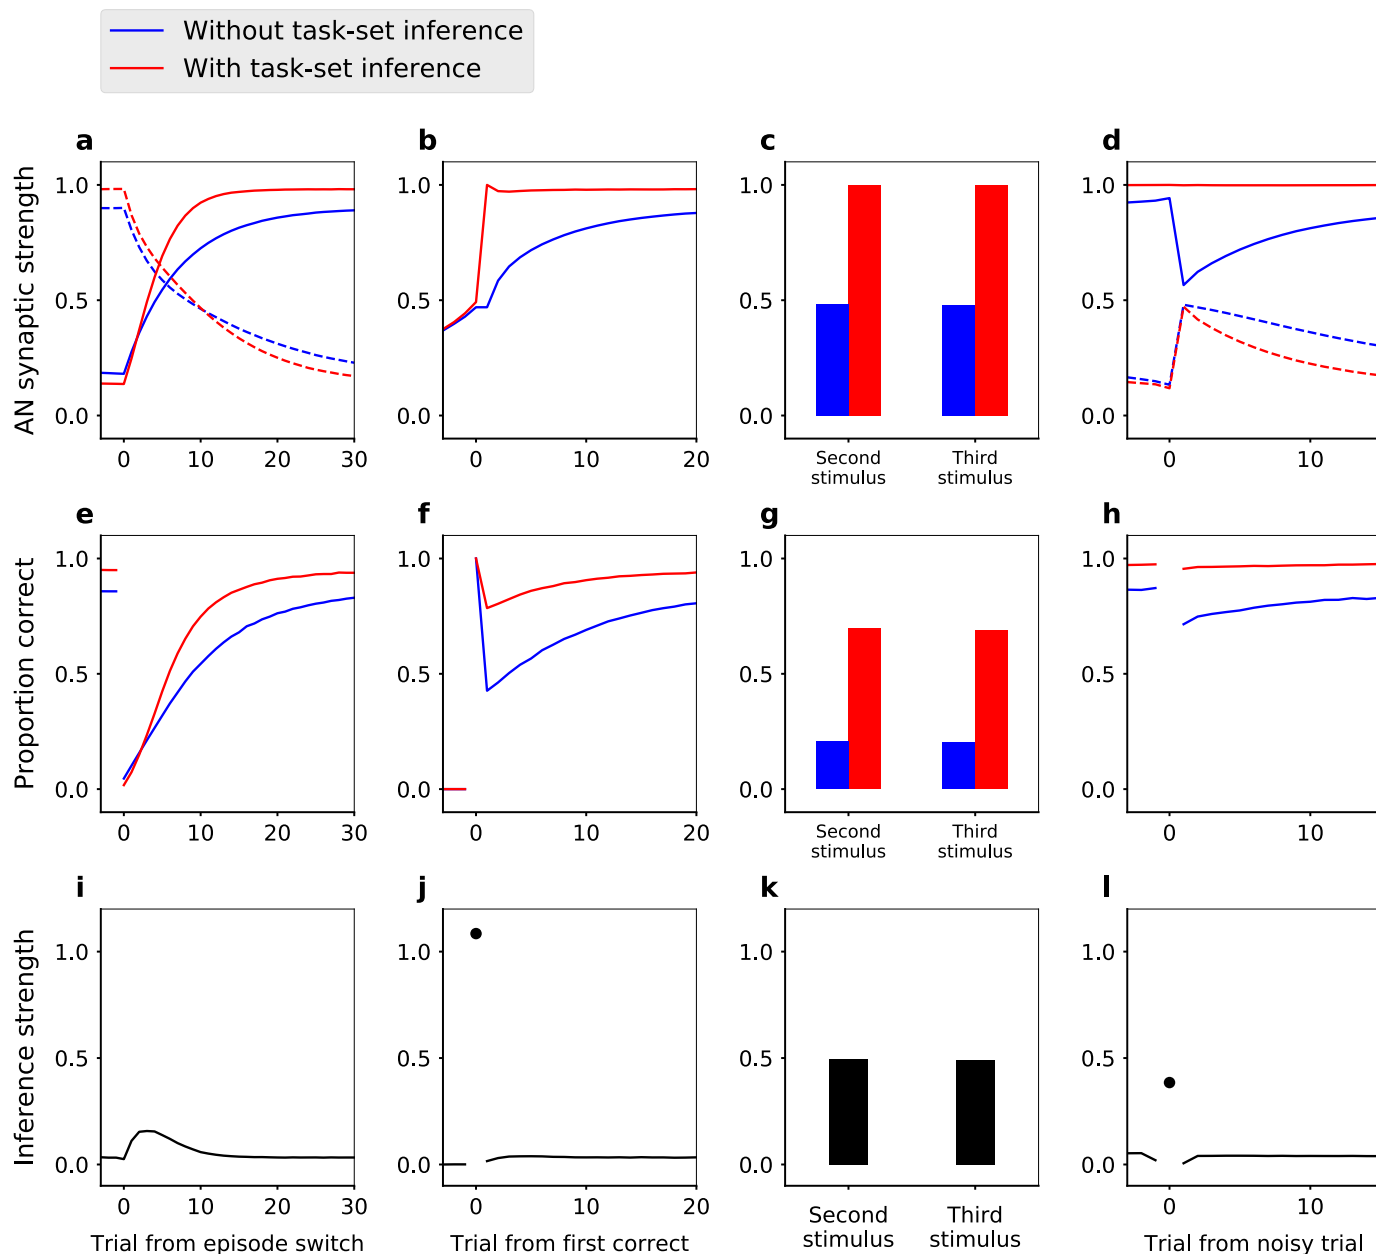 Without task-set inference
With task-set inference
a
b
c
d
AN synaptic strength
1.0
0.5
0.0
0
10
20
30
1.0
0.5
0.0
0
10
20
1.0
0.5
0.0
Second
stimulus
Third
stimulus
1.0
0.5
0.0
0
10
e
f
g
h
Proportion correct
1.0
0.5
0.0
0
10
20
30
1.0
0.5
0.0
0
10
20
1.0
0.5
0.0
Second
stimulus
Third
stimulus
1.0
0.5
0.0
0
10
i
j
k
l
Inference strength
1.0
0.5
0.0
0
10
20
30
Trial from episode switch
1.0
0.5
0.0
0
10
20
Trial from first correct
1.0
0.5
0.0
Second
stimulus
Third
stimulus
1.0
0.5
0.0
0
10
Trial from noisy trial